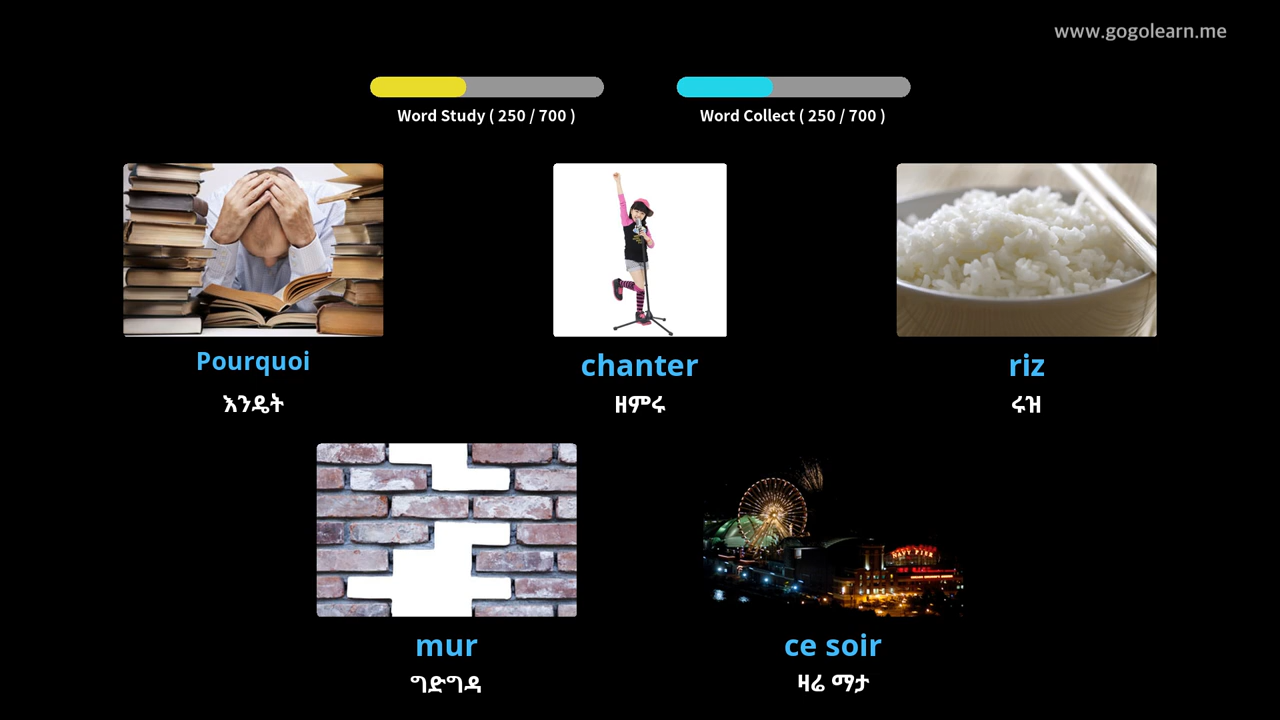 www.gogolearn.me
Word Study ( 250 / 700 )
Word Collect ( 250 / 700 )
Pourquoi
chanter
riz
እንዴት
ዘምሩ
ሩዝ
mur
ce soir
ግድግዳ
ዛሬ ማታ